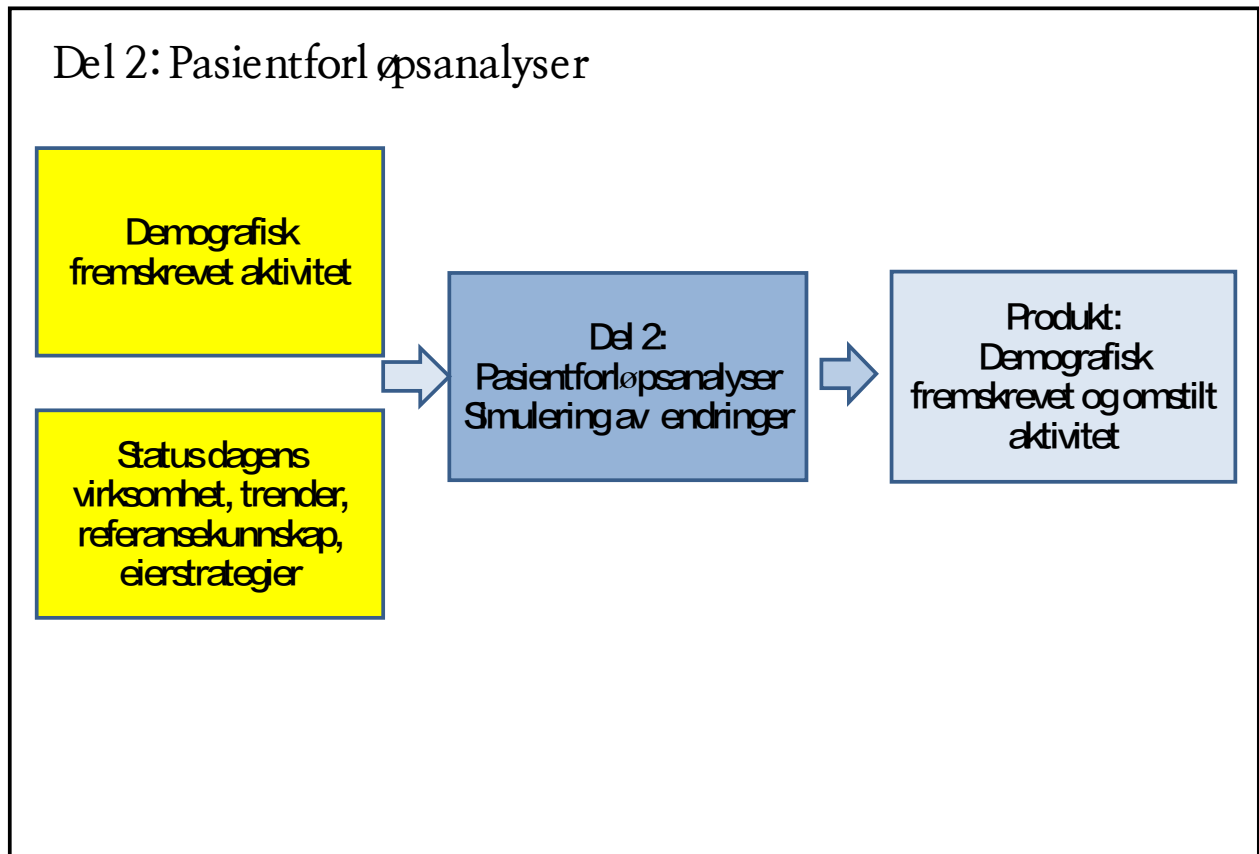 Del 2: Pasientforløpsanalyser
Demografisk
fremskrevet aktivitet
Status dagens
virksomhet, trender,
referansekunnskap,
eierstrategier
Del 2:
Pasientforløpsanalyser
Simulering av endringer
Produkt:
Demografisk
fremskrevet og omstilt
aktivitet